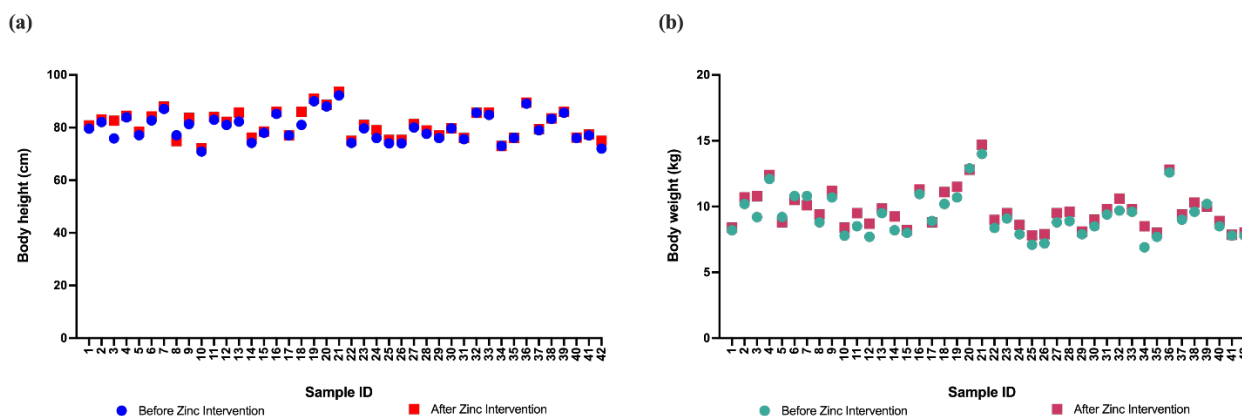 (a)
Body height (cm)
100
80
60
40
20
0
1 2 3 4 5 6 7 8 9 10 11 12 13 14 15 16 17 18 19 20 21 22 23 24 25 26 27 28 29 30 31 32 33 34 35 36 37 38 39 40 41 42
Sample ID
Before Zinc Intervention
After Zinc Intervention
(b)
Body weight (kg)
20
15
10
5
0
1 2 3 4 5 6 7 8 9 10 11 12 13 14 15 16 17 18 19 20 21 22 23 24 25 26 27 28 29 30 31 32 33 34 35 36 37 38 39 40 41
Sample ID
Before Zinc Intervention
After Zinc Intervention